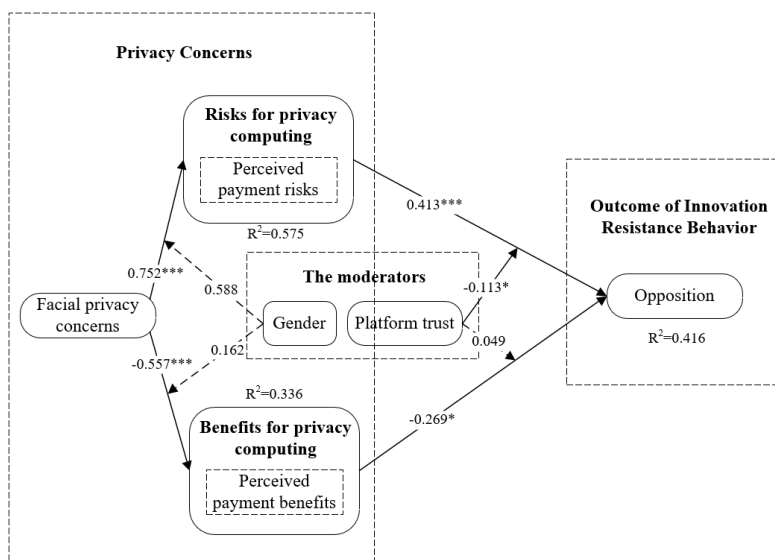 Privacy Concerns
Risks for privacy
computing
Perceived
payment risks
R²=0.575
0.413***
Outcome of Innovation
Resistance Behavior
0.752***
0.588
The moderators
-0.113*
Facial privacy
concerns
Gender
Platform trust
Opposition
0.162
0.049
R²=0.416
-0.557***
R²=0.336
-0.269*
Benefits for privacy
computing
Perceived
payment benefits